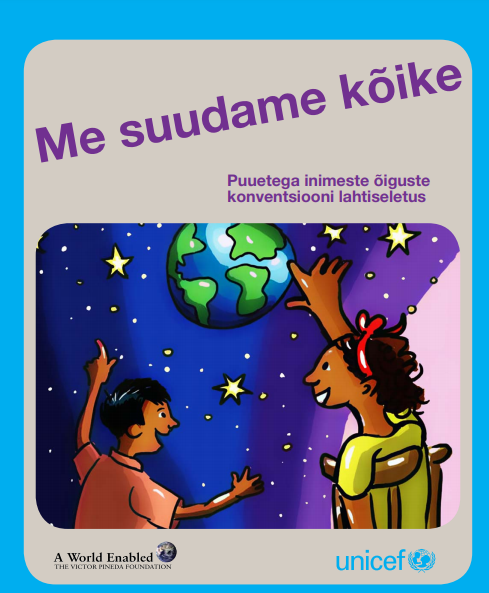 Me suudame kõike
Puuetega inimeste õiguste
konventsiooni lahtiseletus
A World Enabled
THE VICTOR PINEDA FOUNDATION
unicef